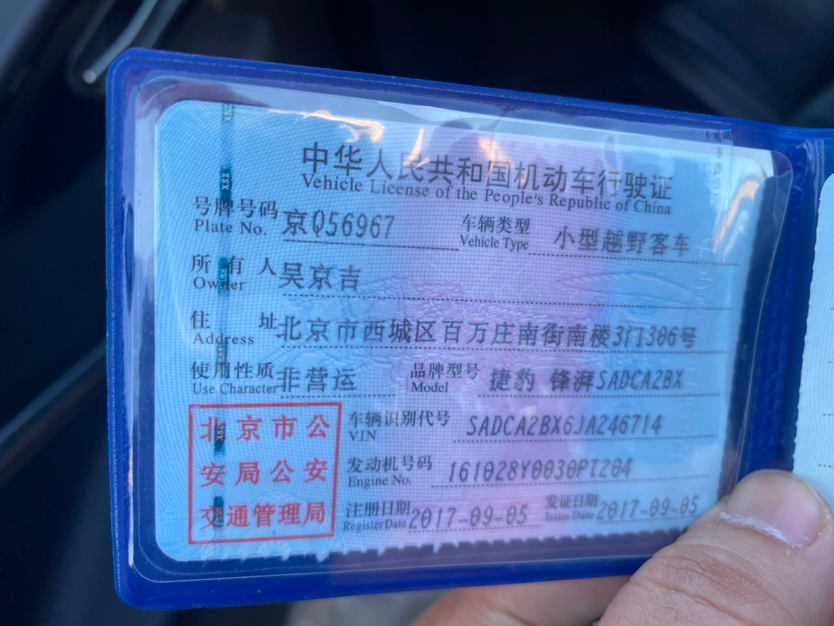 中华人民共和国机动车行驶证
Vehicle License of the People's Republic of China
号牌号码 京Q56967 车辆类型 小型越野客车
Plate No. Vehicle Type
所有人 吴京吉
Owner
住址 北京市西城区百万庄南街南楼3门306号
Address
使用性质 非营运 品牌型号 捷豹 锋湃SADCA2BX
Use Character Model
北京市公 车辆识别代号 SADCA2BX6JA246714
VIN
安局公安 发动机号码 161028Y0030PT204
Engine No.
交通管理局 注册日期 2017-09-05 发证日期 2017-09-05
Register Date Issue Date